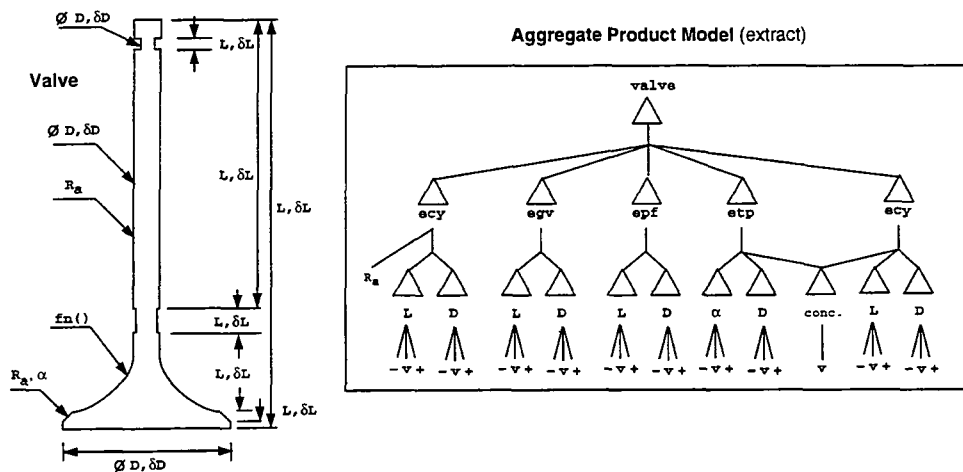 Ø D, δD
L, δL
Valve
Ø D, δD
L, δL
L, δL
Ra
fn()
L, δL
L, δL
Ra, α
L, δL
Ø D, δD
Aggregate Product Model (extract)
valve
ecy egv epf etp ecy
Ra
L D L D L D α D conc. L D
- v + - v + - v + - v + - v + - v + - v + - v + v - v + - v +